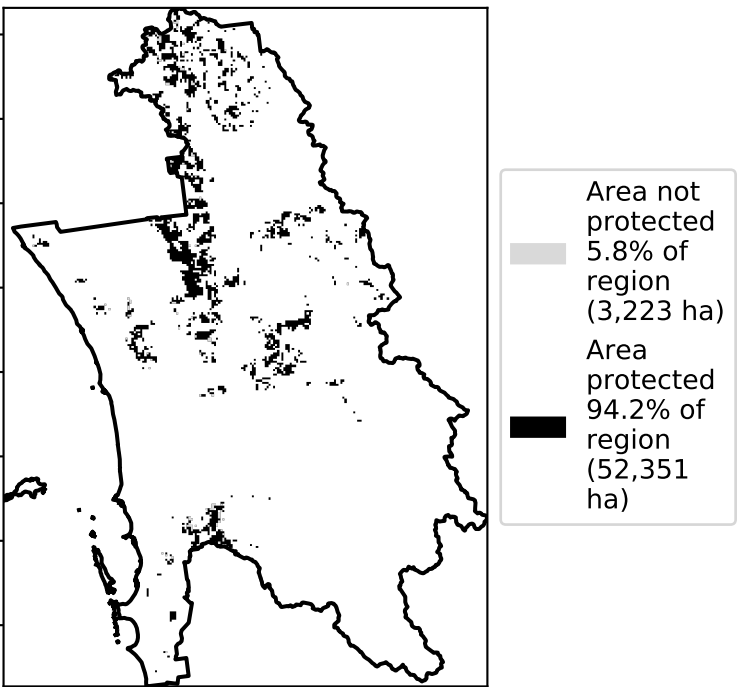 Area not
protected
5.8% of
region
(3,223 ha)
Area
protected
94.2% of
region
(52,351
ha)